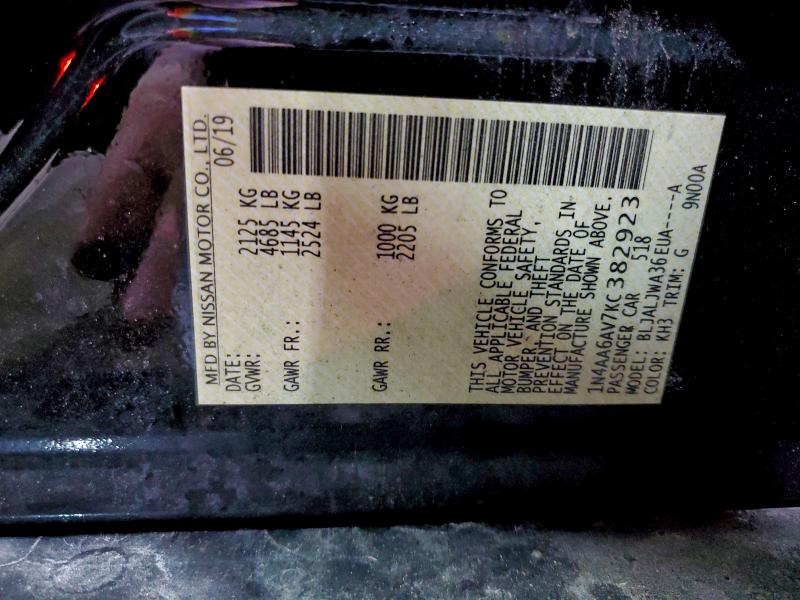 MFD BY NISSAN MOTOR CO., LTD.
DATE: 06/19
GVWR: 2125 KG
4685 LB
GAWR FR.: 1145 KG
2524 LB
GAWR RR.: 1000 KG
2205 LB
THIS VEHICLE CONFORMS TO
ALL APPLICABLE FEDERAL
MOTOR VEHICLE SAFETY,
BUMPER, AND THEFT
PREVENTION STANDARDS IN
EFFECT ON THE DATE OF
MANUFACTURE SHOWN ABOVE.
1N4AA6AV7KC382923
PASSENGER CAR 518
MODEL: BLJALJWA36EUA----A
COLOR: KH3 TRIM: G 9N00A